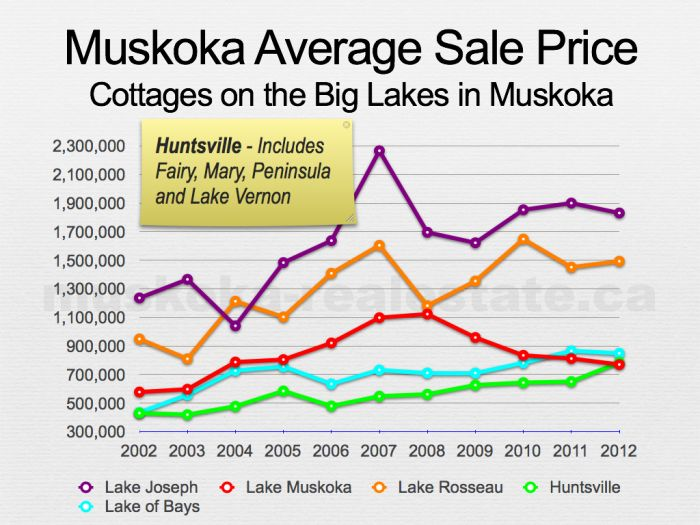 Muskoka Average Sale Price
Cottages on the Big Lakes in Muskoka
Huntsville - Includes
Fairy, Mary, Peninsula
and Lake Vernon
2,300,000
2,100,000
1,900,000
1,700,000
1,500,000
1,300,000
1,100,000
900,000
700,000
500,000
300,000
muskoka-realestate.ca
2002 2003 2004 2005 2006 2007 2008 2009 2010 2011 2012
Lake Joseph Lake Muskoka Lake Rosseau Huntsville
Lake of Bays